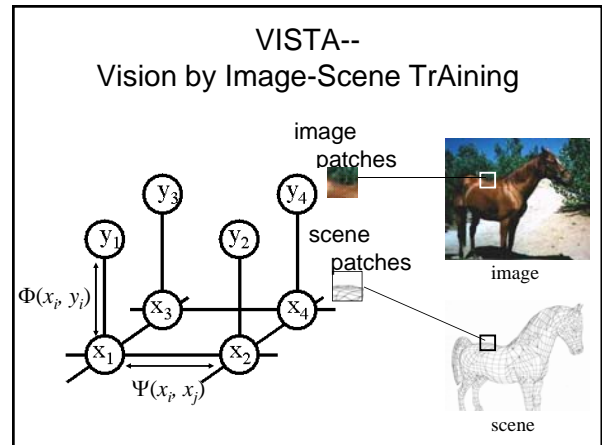 VISTA--
Vision by Image-Scene TrAining
image
patches
scene
patches
image
scene
y3
y4
y1
y2
Φ(xi, yi)
x3
x4
x1
x2
Ψ(xi, xj)